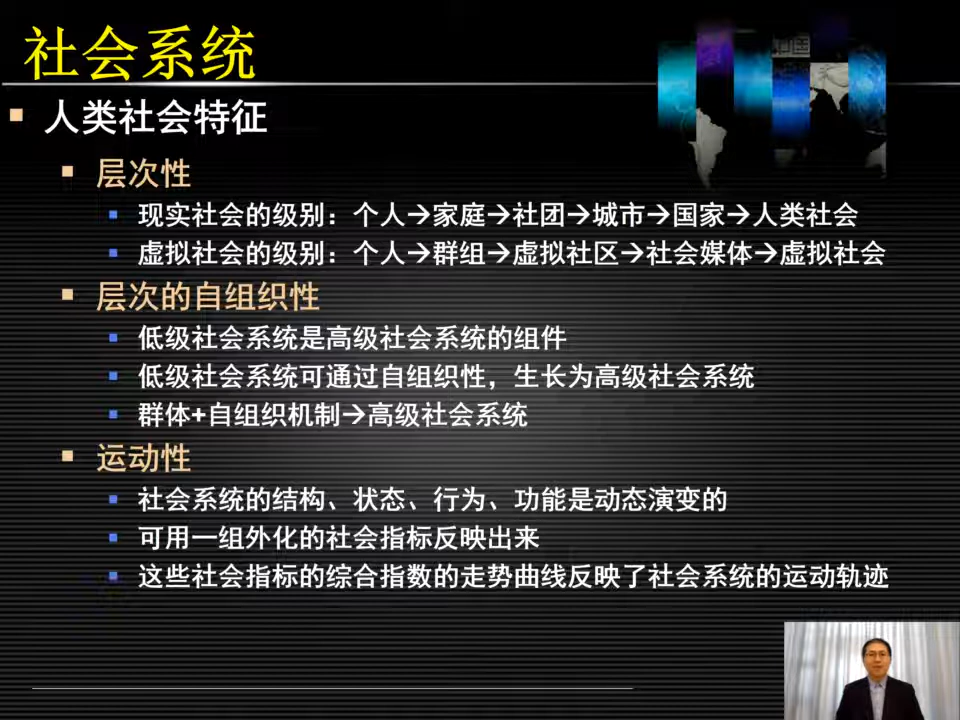 社会系统
人类社会特征
层次性
现实社会的级别：个人→家庭→社团→城市→国家→人类社会
虚拟社会的级别：个人→群组→虚拟社区→社会媒体→虚拟社会
层次的自组织性
低级社会系统是高级社会系统的组件
低级社会系统可通过自组织性，生长为高级社会系统
群体+自组织机制→高级社会系统
运动性
社会系统的结构、状态、行为、功能是动态演变的
可用一组外化的社会指标反映出来
这些社会指标的综合指数的走势曲线反映了社会系统的运动轨迹